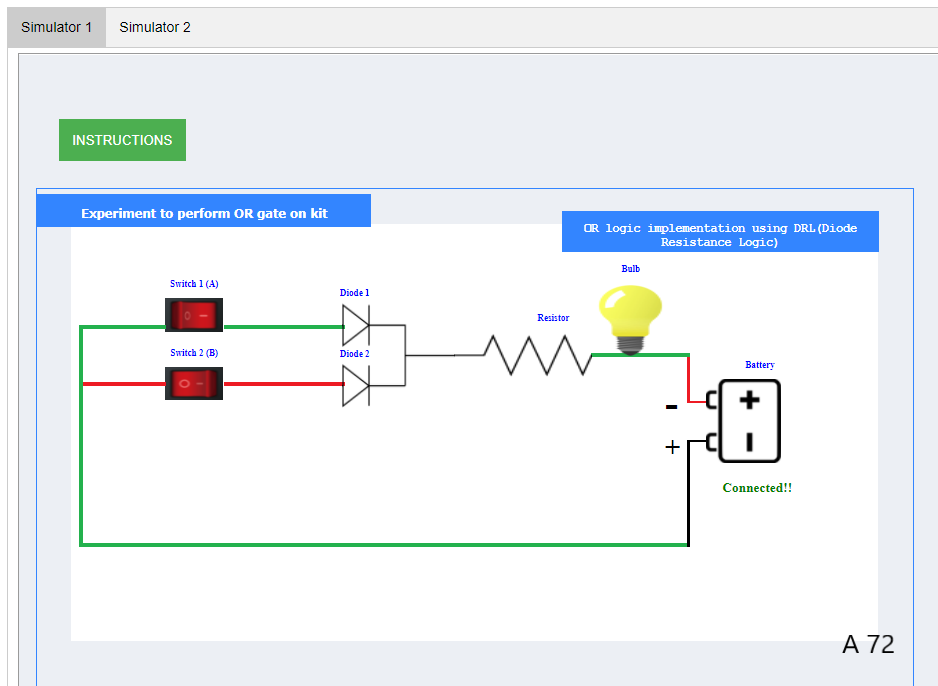 Simulator 1 Simulator 2
INSTRUCTIONS
Experiment to perform OR gate on kit
OR logic implementation using DRL(Diode
Resistance Logic)
Bulb
Switch 1 (A)
Diode 1
Resistor
Switch 2 (B)
Diode 2
Battery
-
+
Connected!!
A 72